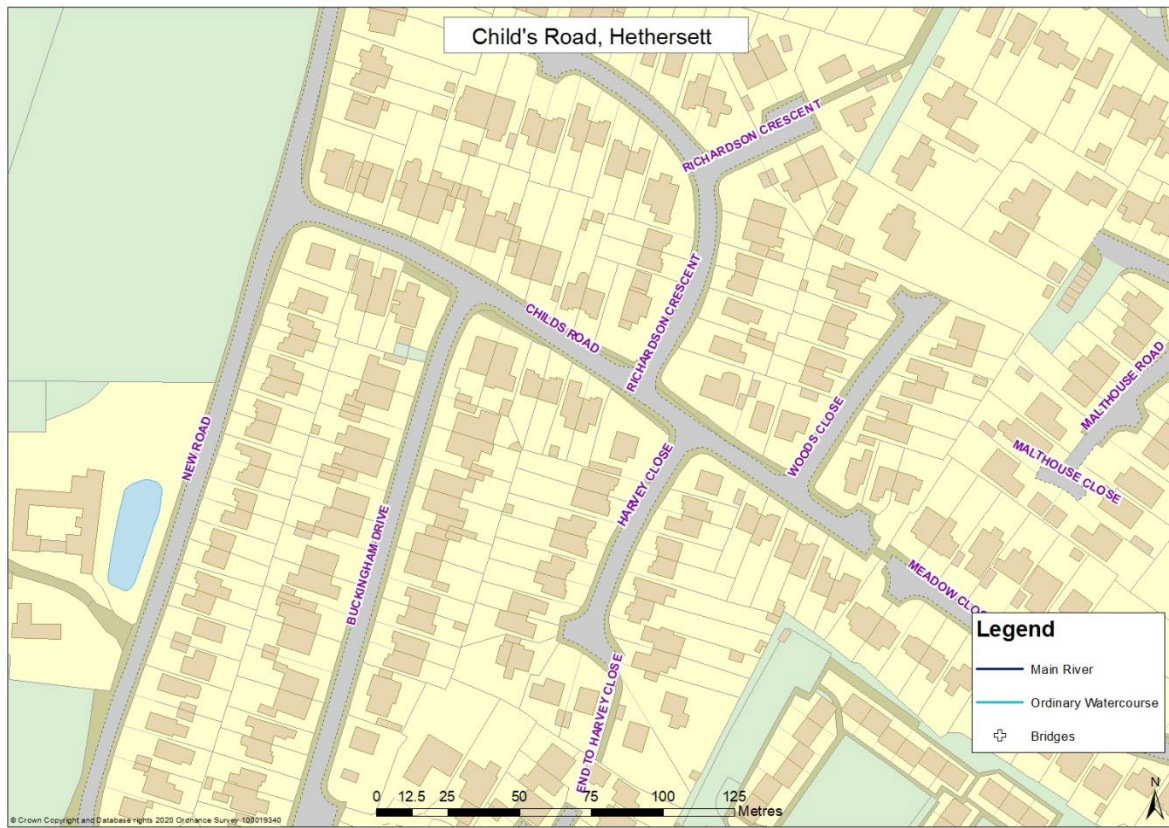 Child's Road, Hethersett
RICHARDSON CRESCENT
RICHARDSON CRESCENT
CHILDS ROAD
MALTHOUSE ROAD
MALTHOUSE CLOSE
WOODS CLOSE
NEW ROAD
HARVEY CLOSE
BUCKINGHAM DRIVE
MEADOW CLOS
END TO HARVEY CLOSE
Legend
Main River
Ordinary Watercourse
Bridges
0 12.5 25 50 75 100 125
Metres
N
© Crown Copyright and Database rights 2020 Ordnance Survey 100019340